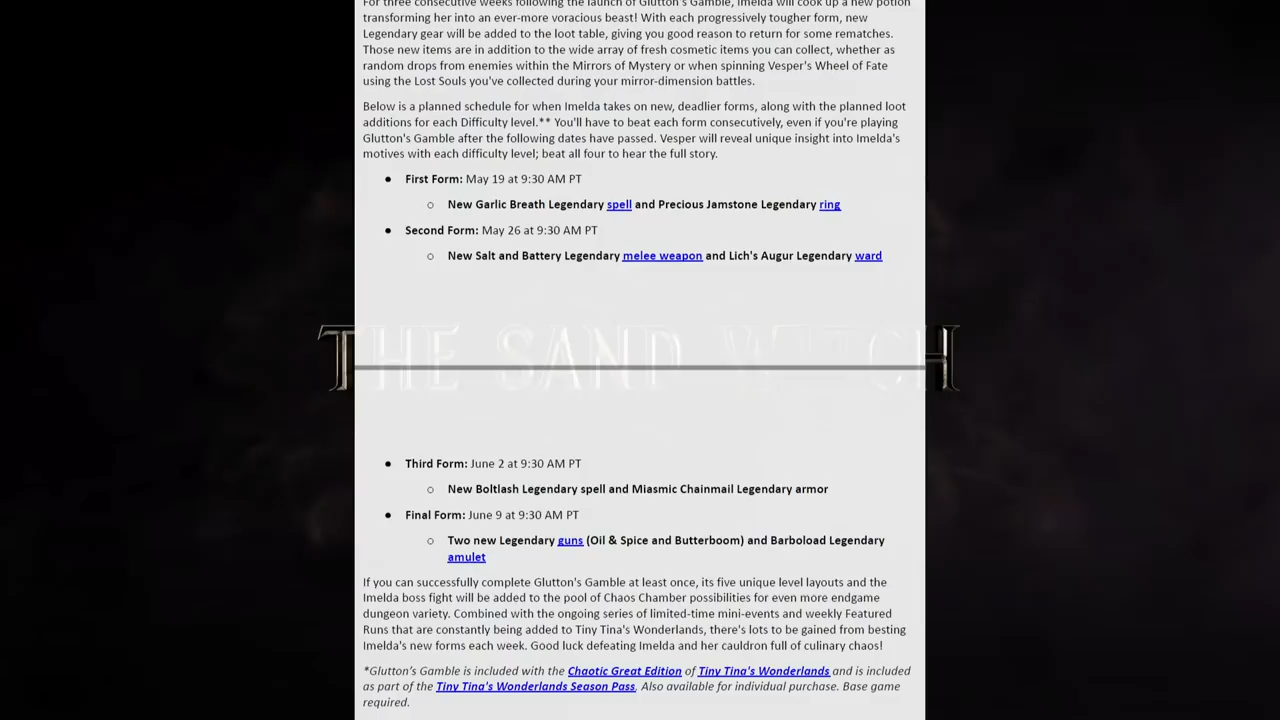 For three consecutive weeks following the launch of Glutton's Gamble, Imelda will cook up a new potion
transforming her into an ever-more voracious beast! With each progressively tougher form, new
Legendary gear will be added to the loot table, giving you good reason to return for some rematches.
Those new items are in addition to the wide array of fresh cosmetic items you can collect, whether as
random drops from enemies within the Mirrors of Mystery or when spinning Vesper's Wheel of Fate
using the Lost Souls you've collected during your mirror-dimension battles.
Below is a planned schedule for when Imelda takes on new, deadlier forms, along with the planned loot
additions for each Difficulty level.** You'll have to beat each form consecutively, even if you're playing
Glutton's Gamble after the following dates have passed. Vesper will reveal unique insight into Imelda's
motives with each difficulty level; beat all four to hear the full story.
● First Form: May 19 at 9:30 AM PT
○ New Garlic Breath Legendary spell and Precious Jamstone Legendary ring
● Second Form: May 26 at 9:30 AM PT
○ New Salt and Battery Legendary melee weapon and Lich's Augur Legendary ward
THE SAND WITCH
● Third Form: June 2 at 9:30 AM PT
○ New Boltlash Legendary spell and Miasmic Chainmail Legendary armor
● Final Form: June 9 at 9:30 AM PT
○ Two new Legendary guns (Oil & Spice and Butterboom) and Barboload Legendary
amulet
If you can successfully complete Glutton's Gamble at least once, its five unique level layouts and the
Imelda boss fight will be added to the pool of Chaos Chamber possibilities for even more endgame
dungeon variety. Combined with the ongoing series of limited-time mini-events and weekly Featured
Runs that are constantly being added to Tiny Tina's Wonderlands, there's lots to be gained from besting
Imelda's new forms each week. Good luck defeating Imelda and her cauldron full of culinary chaos!
*Glutton's Gamble is included with the Chaotic Great Edition of Tiny Tina's Wonderlands and is included
as part of the Tiny Tina's Wonderlands Season Pass. Also available for individual purchase. Base game
required.